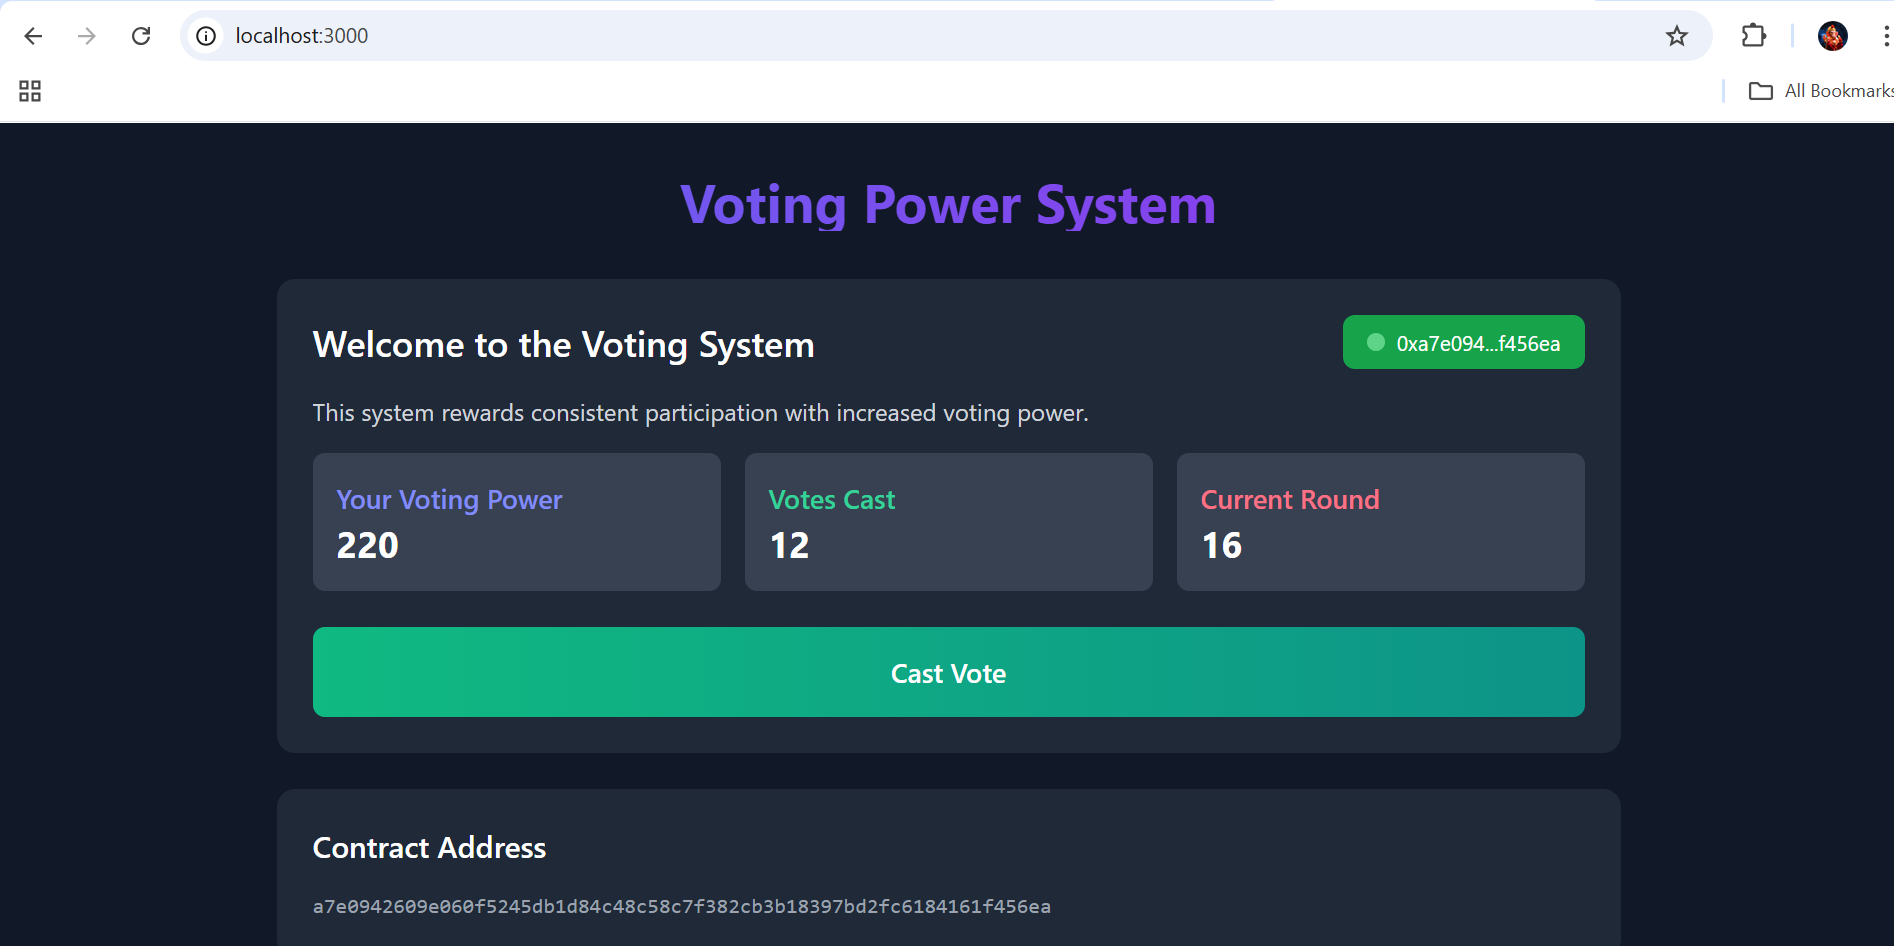 localhost:3000
All Bookmarks
Voting Power System
Welcome to the Voting System
0xa7e094...f456ea
This system rewards consistent participation with increased voting power.
Your Voting Power
220
Votes Cast
12
Current Round
16
Cast Vote
Contract Address
a7e0942609e060f5245db1d84c48c58c7f382cb3b18397bd2fc6184161f456ea